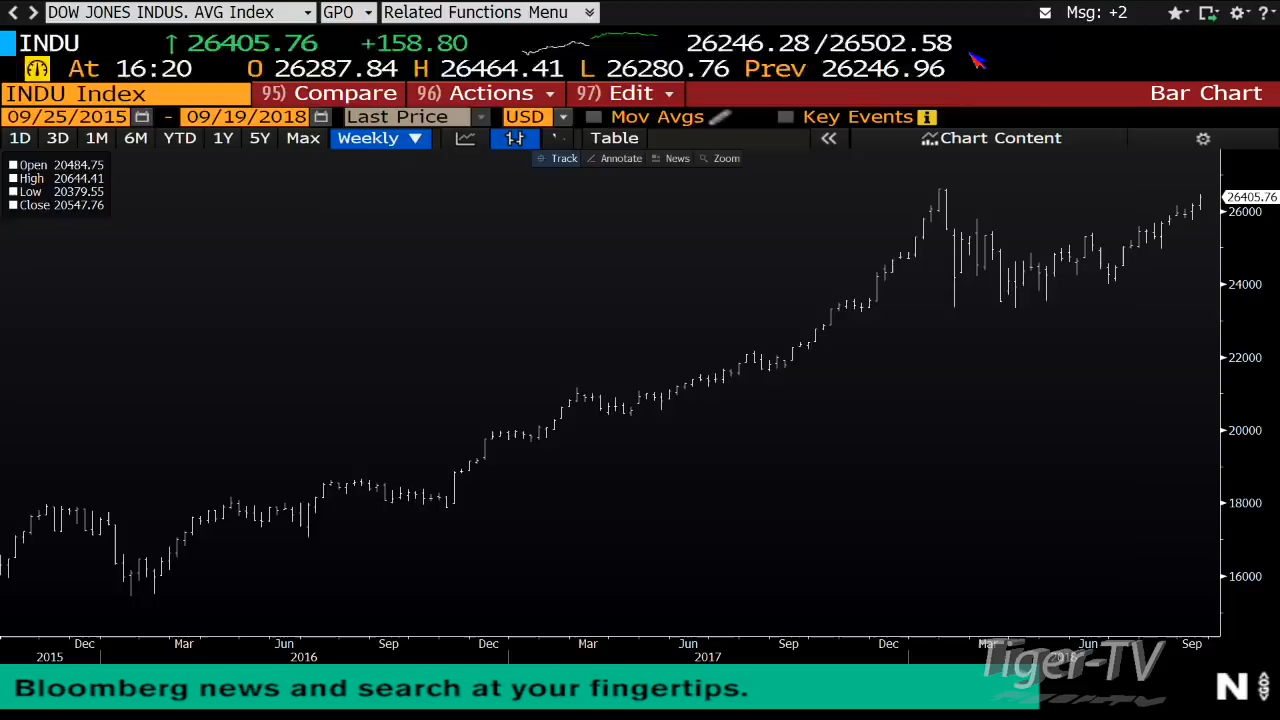 DOW JONES INDUS. AVG Index GPO Related Functions Menu Msg: +2
INDU 26405.76 +158.80 26246.28 /26502.58
At 16:20 O 26287.84 H 26464.41 L 26280.76 Prev 26246.96
INDU Index 95) Compare 96) Actions 97) Edit Bar Chart
09/25/2015 - 09/19/2018 Last Price USD Mov Avgs Key Events
1D 3D 1M 6M YTD 1Y 5Y Max Weekly Table Chart Content
Track Annotate News Zoom
Open 20484.75
High 20644.41
Low 20379.55
Close 20547.76
26405.76
26000
24000
22000
20000
18000
16000
Dec Mar Jun Sep Dec Mar Jun Sep Dec Mar Jun Sep
2015 2016 2017 2018
Tiger-TV
Bloomberg news and search at your fingertips.